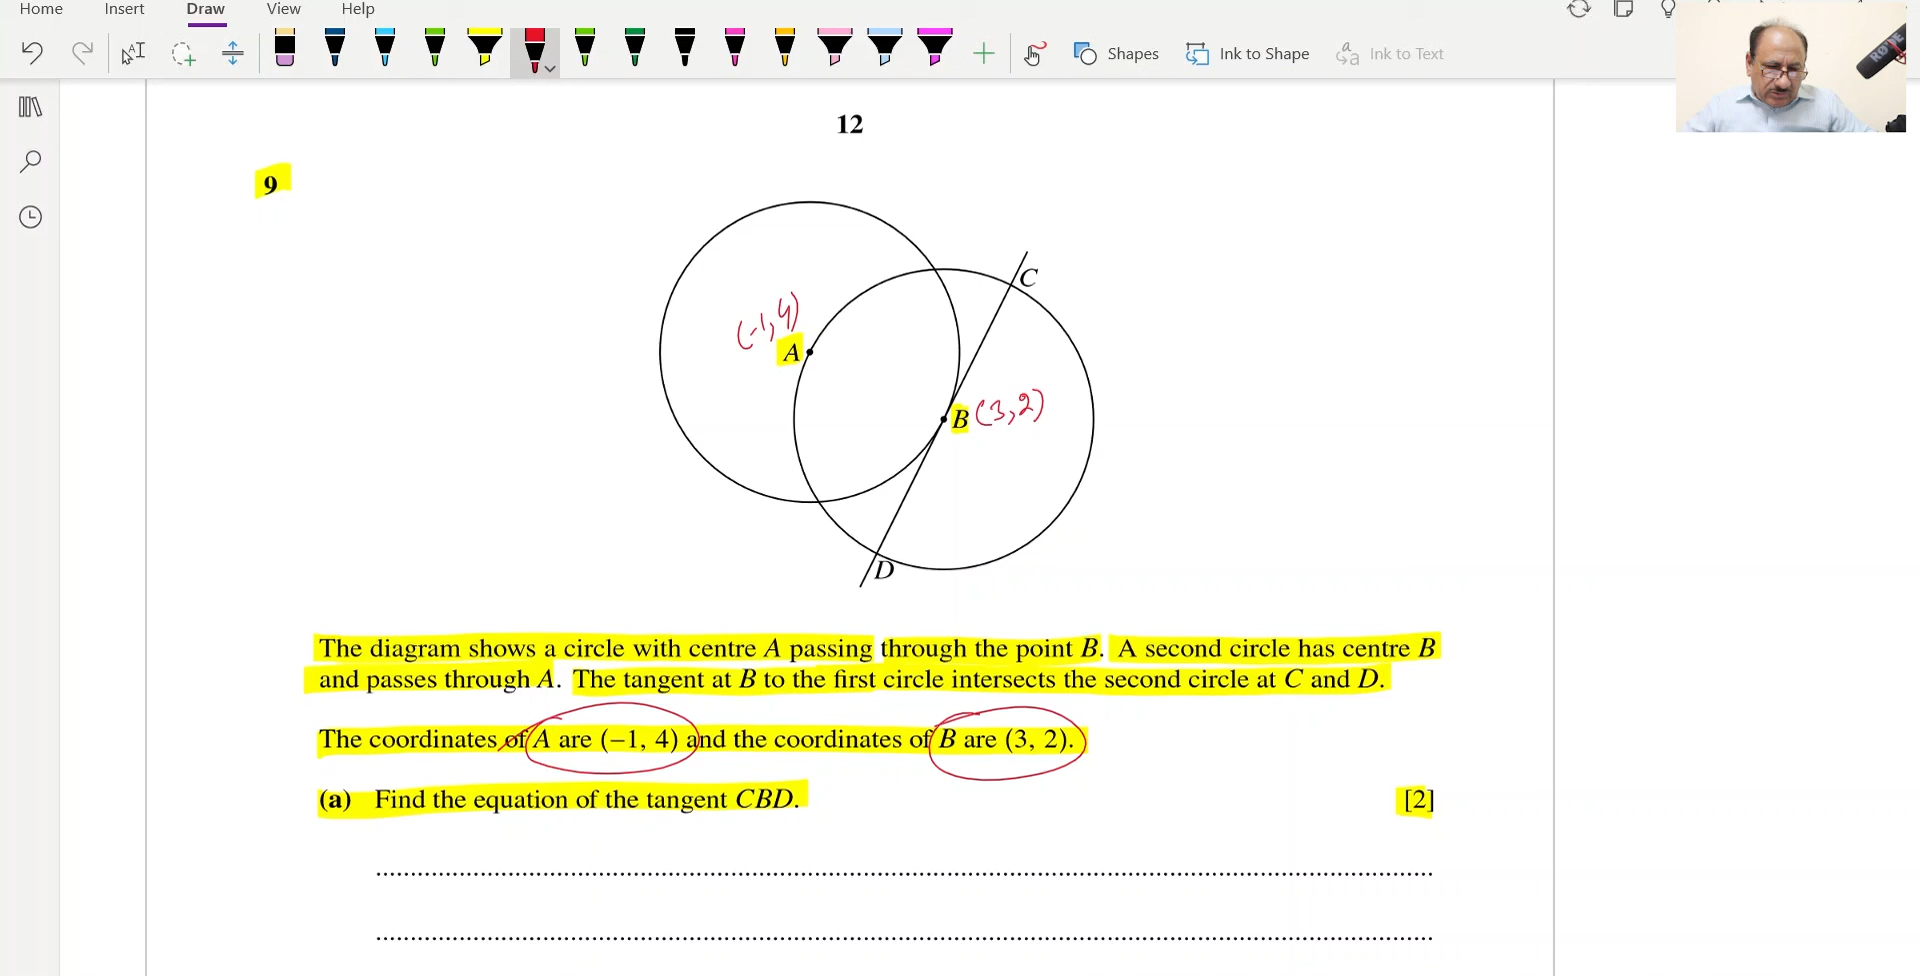 Home Insert Draw View Help
Shapes Ink to Shape Ink to Text
RØDE
12
9
C
(-1, 4)
A
B (3, 2)
D
The diagram shows a circle with centre A passing through the point B. A second circle has centre B
and passes through A. The tangent at B to the first circle intersects the second circle at C and D.
The coordinates of A are (−1, 4) and the coordinates of B are (3, 2).
(a) Find the equation of the tangent CBD. [2]